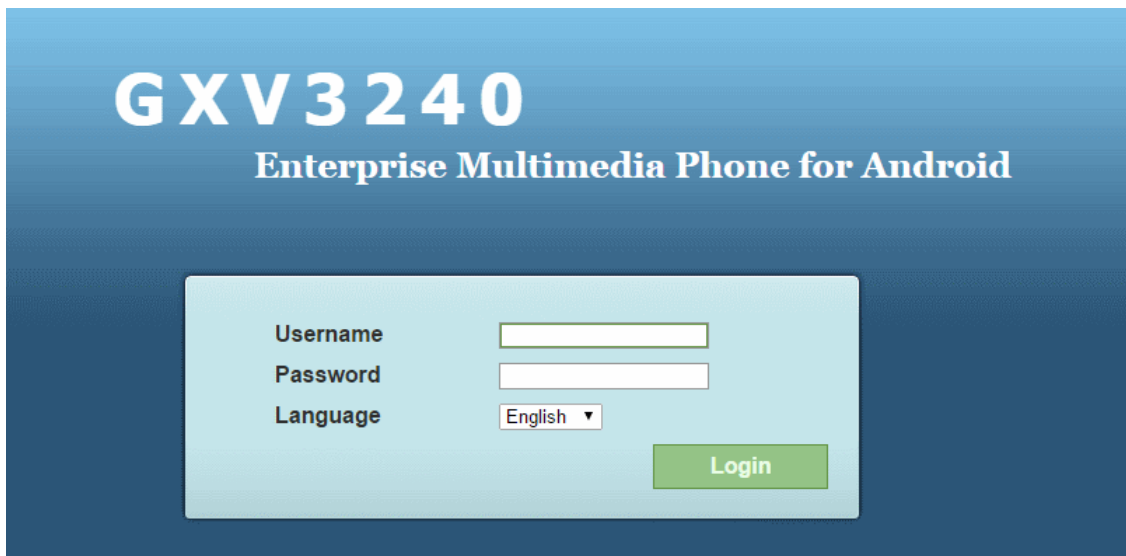 GXV3240
Enterprise Multimedia Phone for Android
Username
Password
Language English
Login